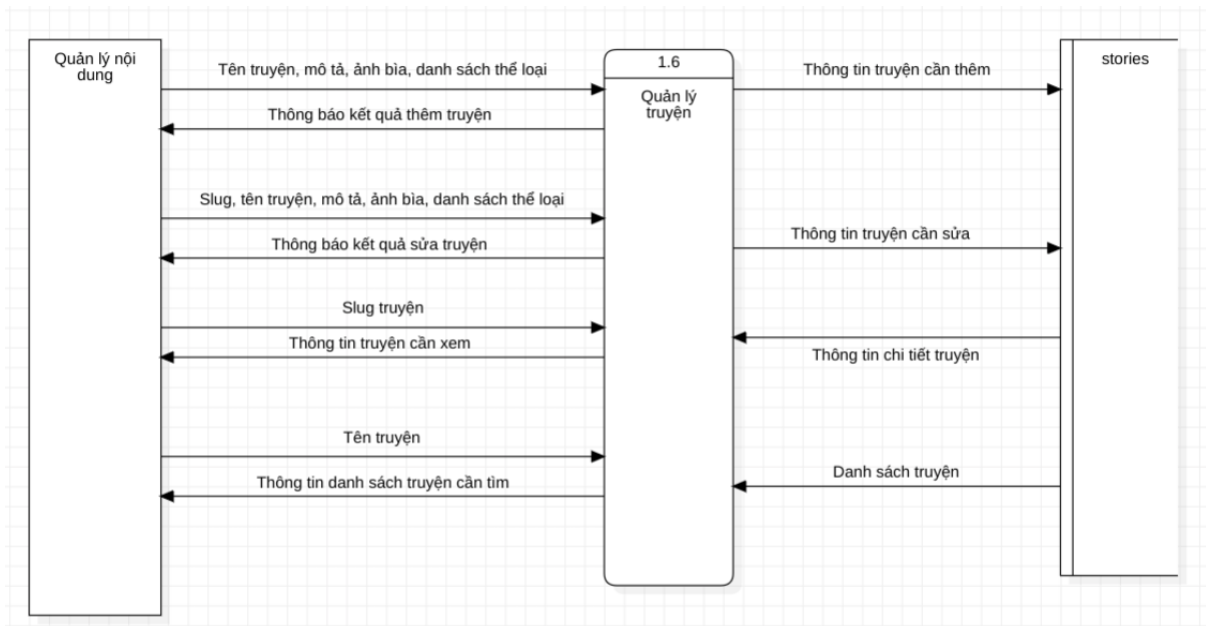 Quản lý nội
dung
Tên truyện, mô tả, ảnh bìa, danh sách thể loại
Thông báo kết quả thêm truyện
Slug, tên truyện, mô tả, ảnh bìa, danh sách thể loại
Thông báo kết quả sửa truyện
Slug truyện
Thông tin truyện cần xem
Tên truyện
Thông tin danh sách truyện cần tìm
1.6
Quản lý
truyện
Thông tin truyện cần thêm
Thông tin truyện cần sửa
Thông tin chi tiết truyện
Danh sách truyện
stories